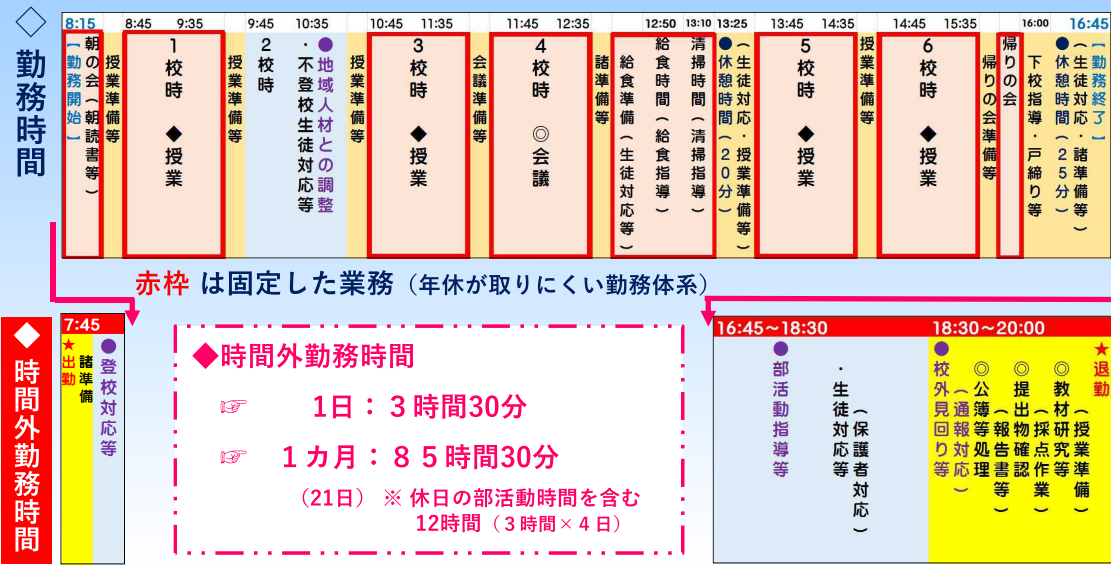 ◇勤務時間
8:15 8:45 9:35 9:45 10:35 10:45 11:35 11:45 12:35 12:50 13:10 13:25 13:45 14:35 14:45 15:35 16:00 16:45
【勤務開始】
朝の会（朝読書等）
授業準備等
1校時 ◆授業
授業準備等
2校時
・不登校生徒対応等
●地域人材との調整
授業準備等
3校時 ◆授業
会議準備等
4校時 ◎会議
諸準備等
給食準備（生徒対応等）
給食時間（給食指導）
清掃時間（清掃指導）
●休憩時間（20分）
（生徒対応・授業準備等）
5校時 ◆授業
授業準備等
6校時 ◆授業
帰りの会準備等
帰りの会
下校指導・戸締り等
●休憩時間（25分）
（生徒対応・諸準備等）
【勤務終了】
赤枠 は固定した業務（年休が取りにくい勤務体系）
◆時間外勤務時間
7:45
★出勤
諸準備
●登校対応等
◆時間外勤務時間
☞ 1日：３時間30分
☞ １カ月：８５時間30分
（21日）※ 休日の部活動時間を含む
12時間（３時間×４日）
16:45～18:30 18:30～20:00
●部活動指導等
・生徒対応等
（保護者対応）
●校外見回り等
（通報対応）
◎公簿等処理
（報告書等）
◎提出物確認
（採点作業）
◎教材研究等
（授業準備）
★退勤